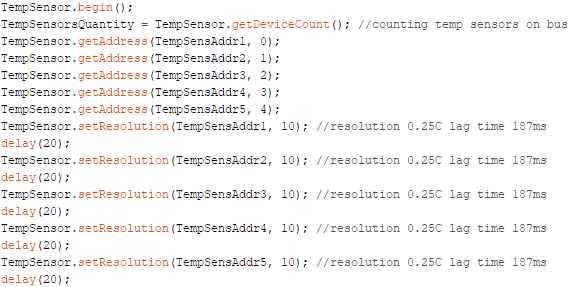 TempSensor.begin();
TempSensorsQuantity = TempSensor.getDeviceCount(); //counting temp sensors on bus
TempSensor.getAddress(TempSensAddr1, 0);
TempSensor.getAddress(TempSensAddr2, 1);
TempSensor.getAddress(TempSensAddr3, 2);
TempSensor.getAddress(TempSensAddr4, 3);
TempSensor.getAddress(TempSensAddr5, 4);
TempSensor.setResolution(TempSensAddr1, 10); //resolution 0.25C lag time 187ms
delay(20);
TempSensor.setResolution(TempSensAddr2, 10); //resolution 0.25C lag time 187ms
delay(20);
TempSensor.setResolution(TempSensAddr3, 10); //resolution 0.25C lag time 187ms
delay(20);
TempSensor.setResolution(TempSensAddr4, 10); //resolution 0.25C lag time 187ms
delay(20);
TempSensor.setResolution(TempSensAddr5, 10); //resolution 0.25C lag time 187ms
delay(20);